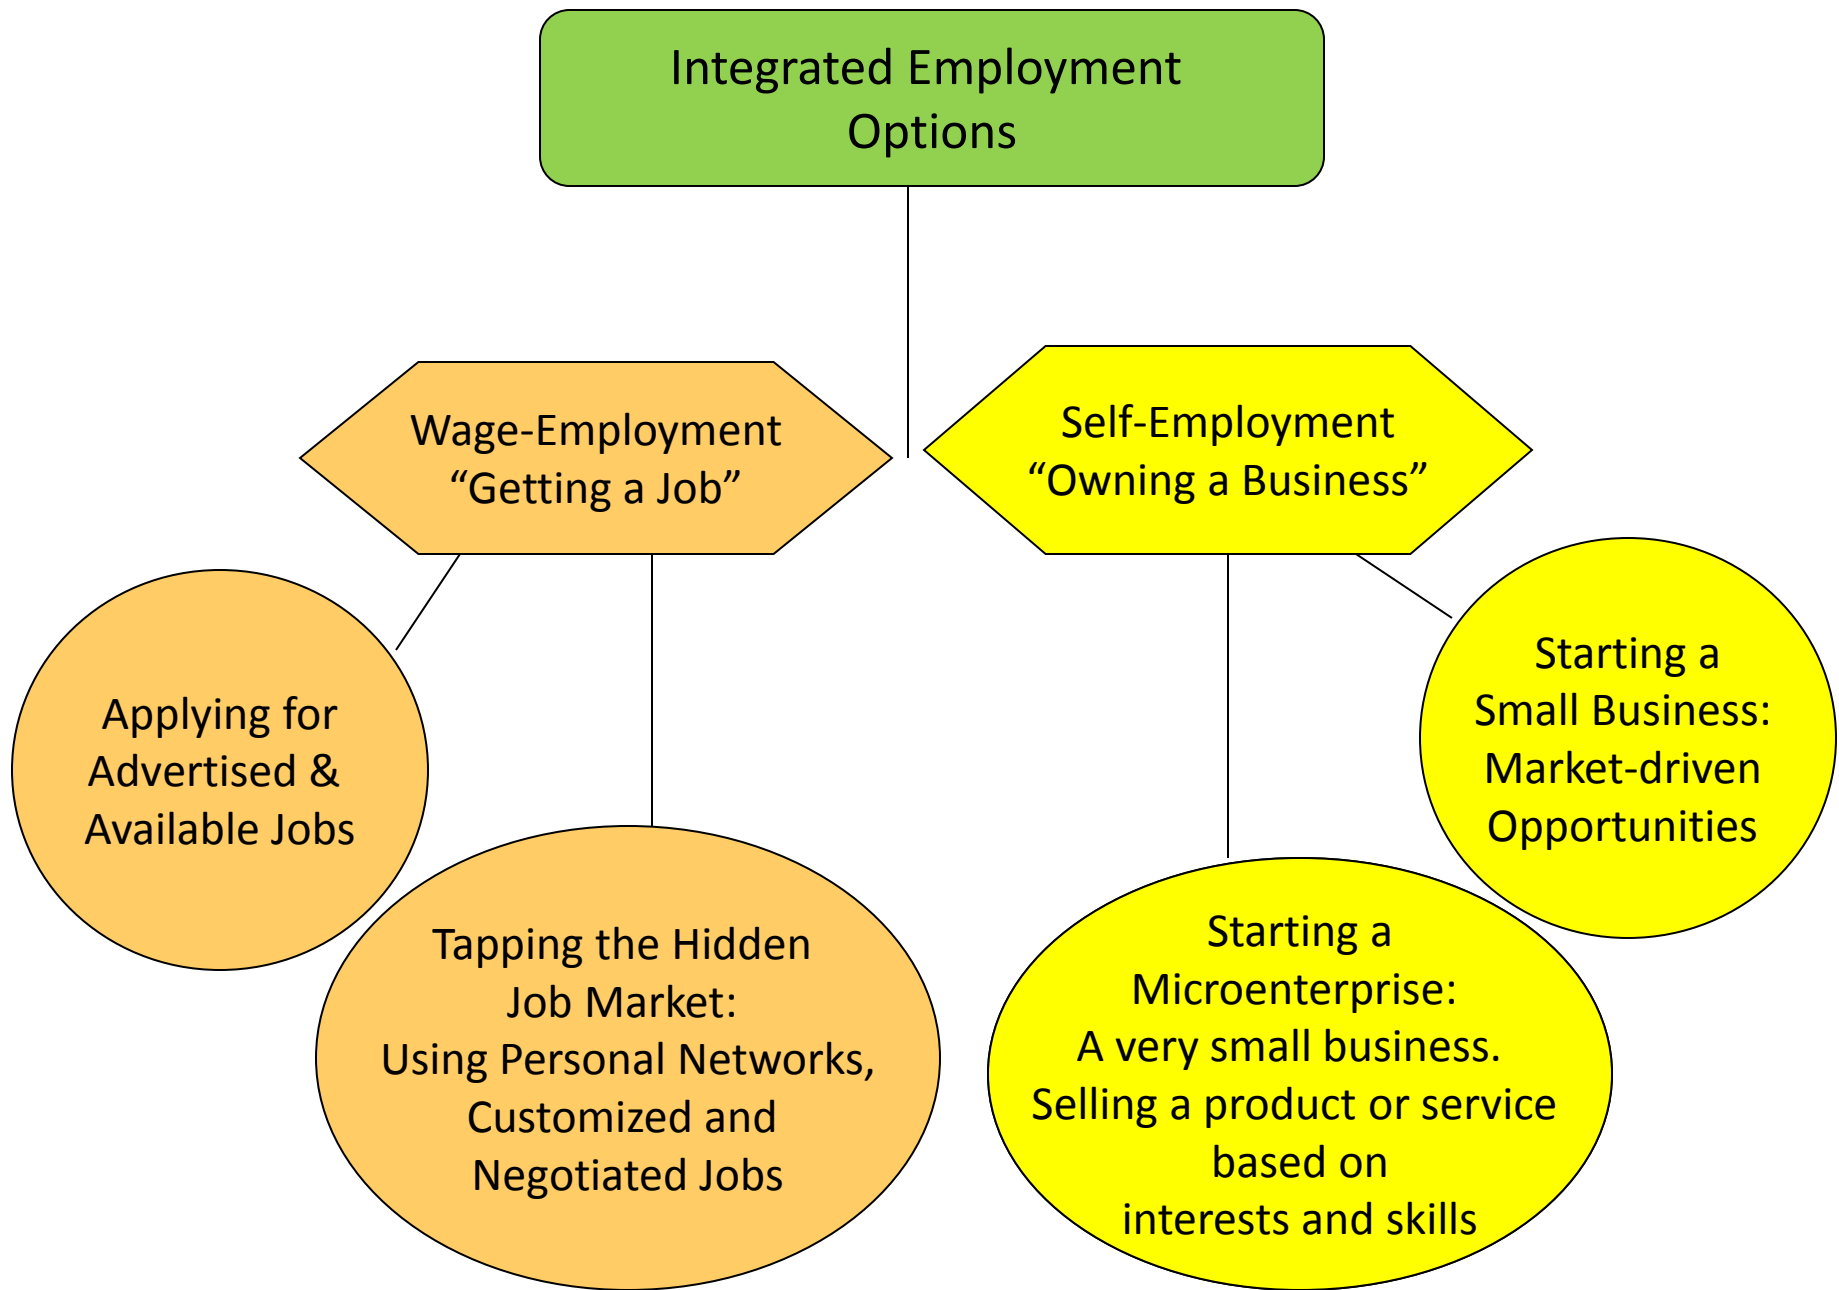 Integrated Employment
Options
Wage-Employment
“Getting a Job”
Self-Employment
“Owning a Business”
Applying for
Advertised &
Available Jobs
Tapping the Hidden
Job Market:
Using Personal Networks,
Customized and
Negotiated Jobs
Starting a
Microenterprise:
A very small business.
Selling a product or service
based on
interests and skills
Starting a
Small Business:
Market-driven
Opportunities